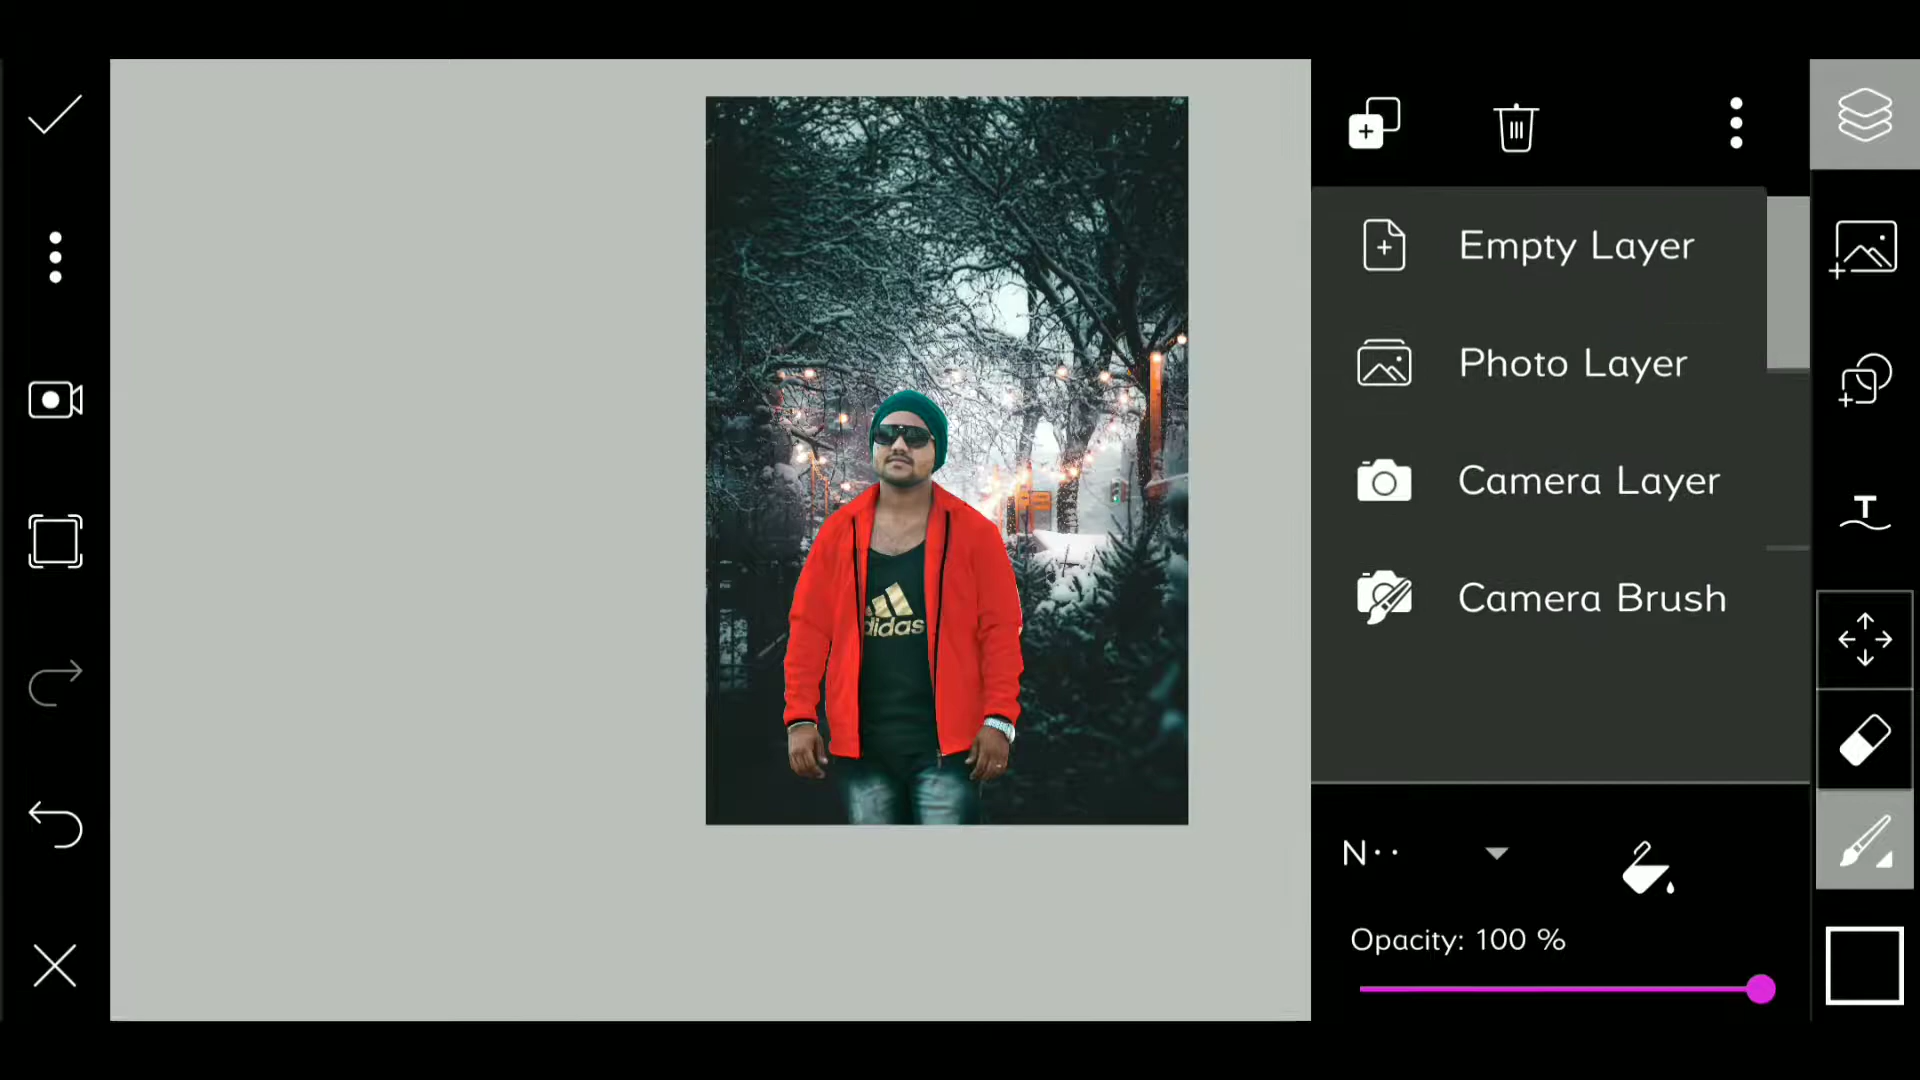 Empty Layer
Photo Layer
Camera Layer
Camera Brush
didas
N··
Opacity: 100 %
T